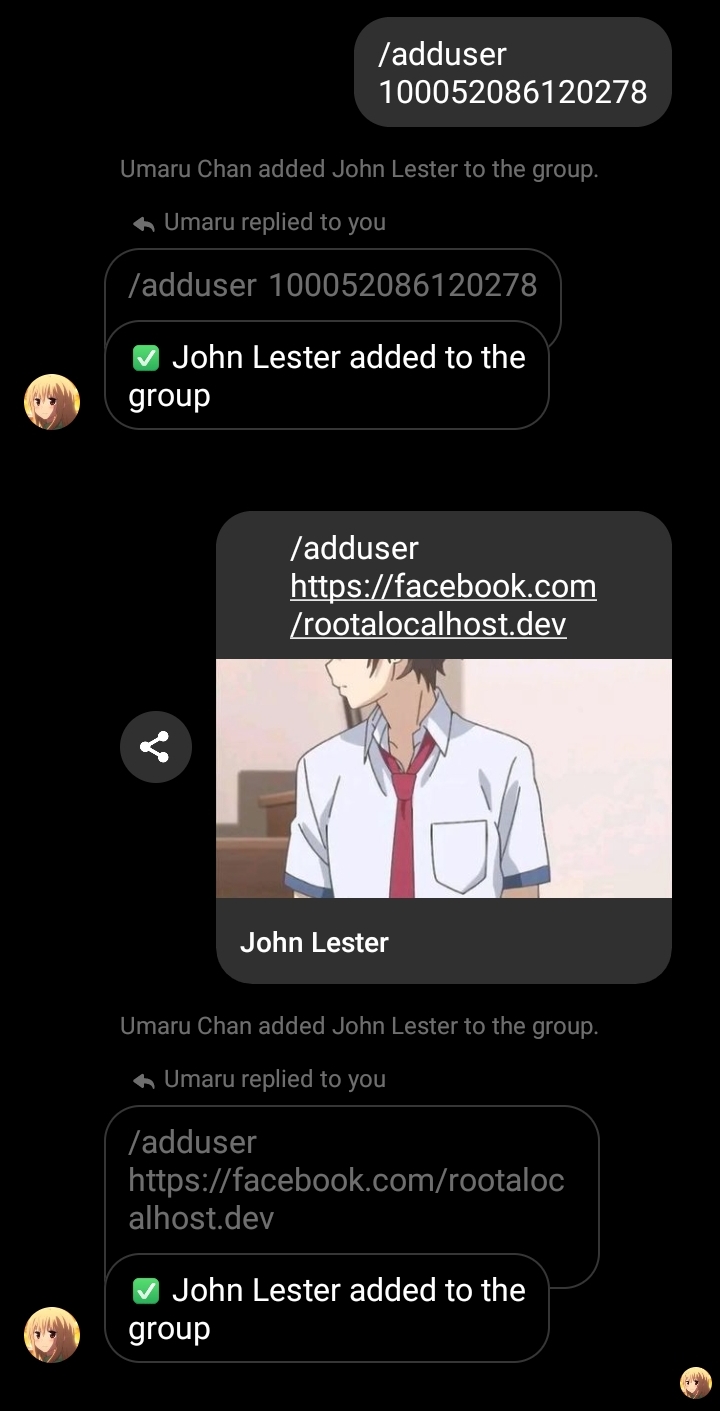 /adduser
100052086120278
Umaru Chan added John Lester to the group.
Umaru replied to you
/adduser 100052086120278
✅ John Lester added to the
group
/adduser
https://facebook.com
/rootalocalhost.dev
John Lester
Umaru Chan added John Lester to the group.
Umaru replied to you
/adduser
https://facebook.com/rootaloc
alhost.dev
✅ John Lester added to the
group